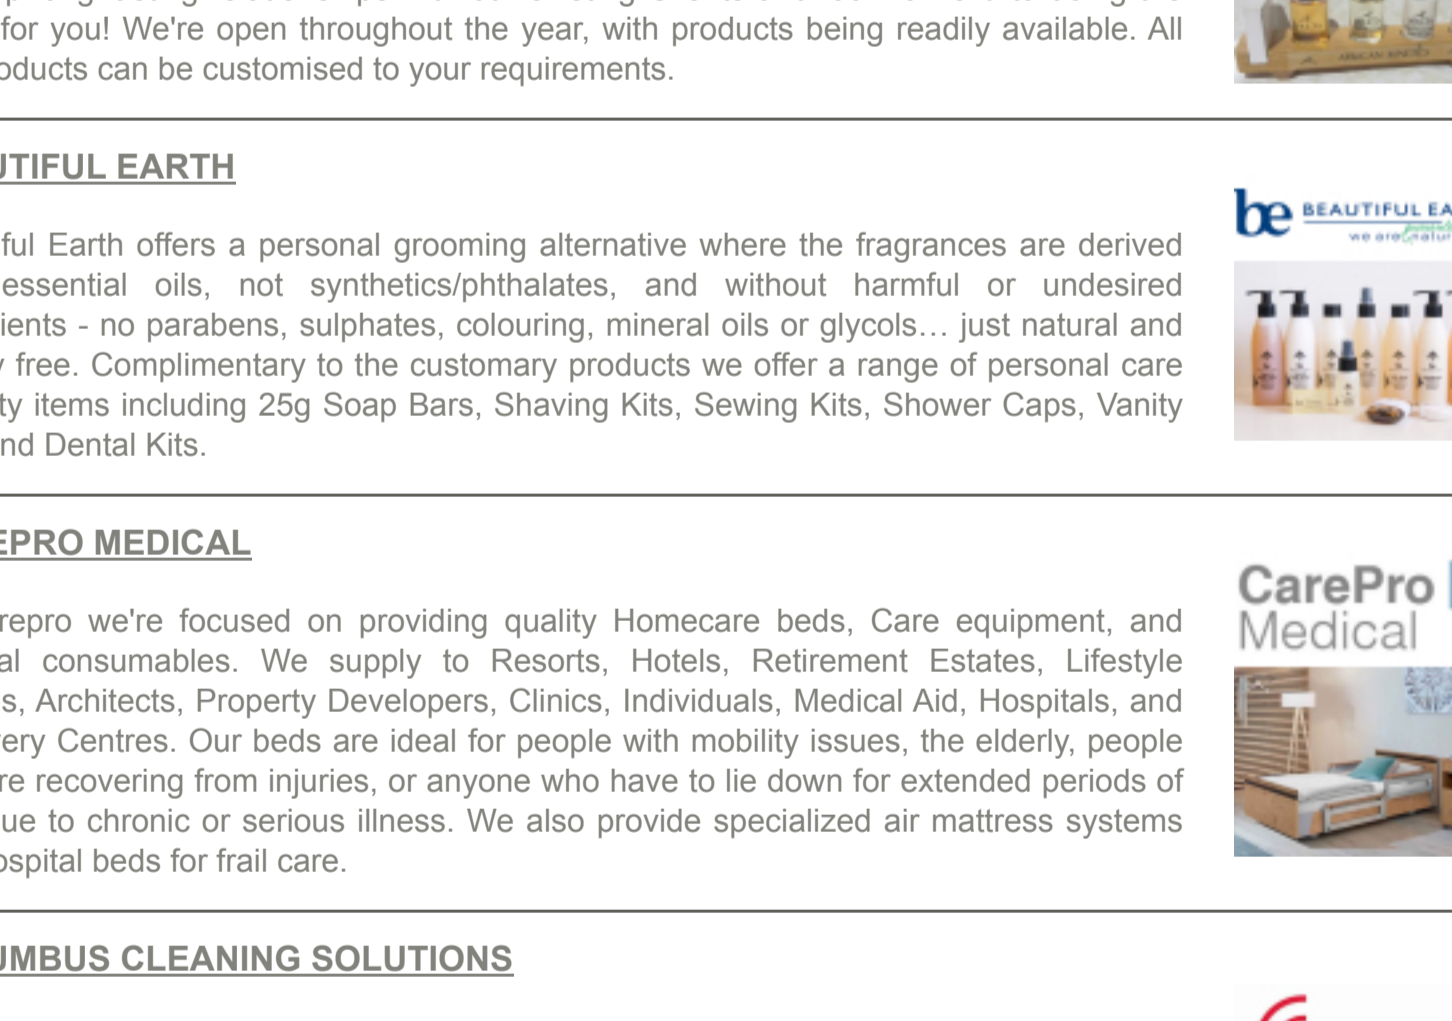 for you! We're open throughout the year, with products being readily available. All
oducts can be customised to your requirements.
UTIFUL EARTH
ful Earth offers a personal grooming alternative where the fragrances are derived
essential oils, not synthetics/phthalates, and without harmful or undesired
ients - no parabens, sulphates, colouring, mineral oils or glycols… just natural and
y free. Complimentary to the customary products we offer a range of personal care
ty items including 25g Soap Bars, Shaving Kits, Sewing Kits, Shower Caps, Vanity
nd Dental Kits.
be BEAUTIFUL EA
we are natur
EPRO MEDICAL
repro we're focused on providing quality Homecare beds, Care equipment, and
al consumables. We supply to Resorts, Hotels, Retirement Estates, Lifestyle
s, Architects, Property Developers, Clinics, Individuals, Medical Aid, Hospitals, and
ery Centres. Our beds are ideal for people with mobility issues, the elderly, people
re recovering from injuries, or anyone who have to lie down for extended periods of
ue to chronic or serious illness. We also provide specialized air mattress systems
ospital beds for frail care.
CarePro
Medical
UMBUS CLEANING SOLUTIONS